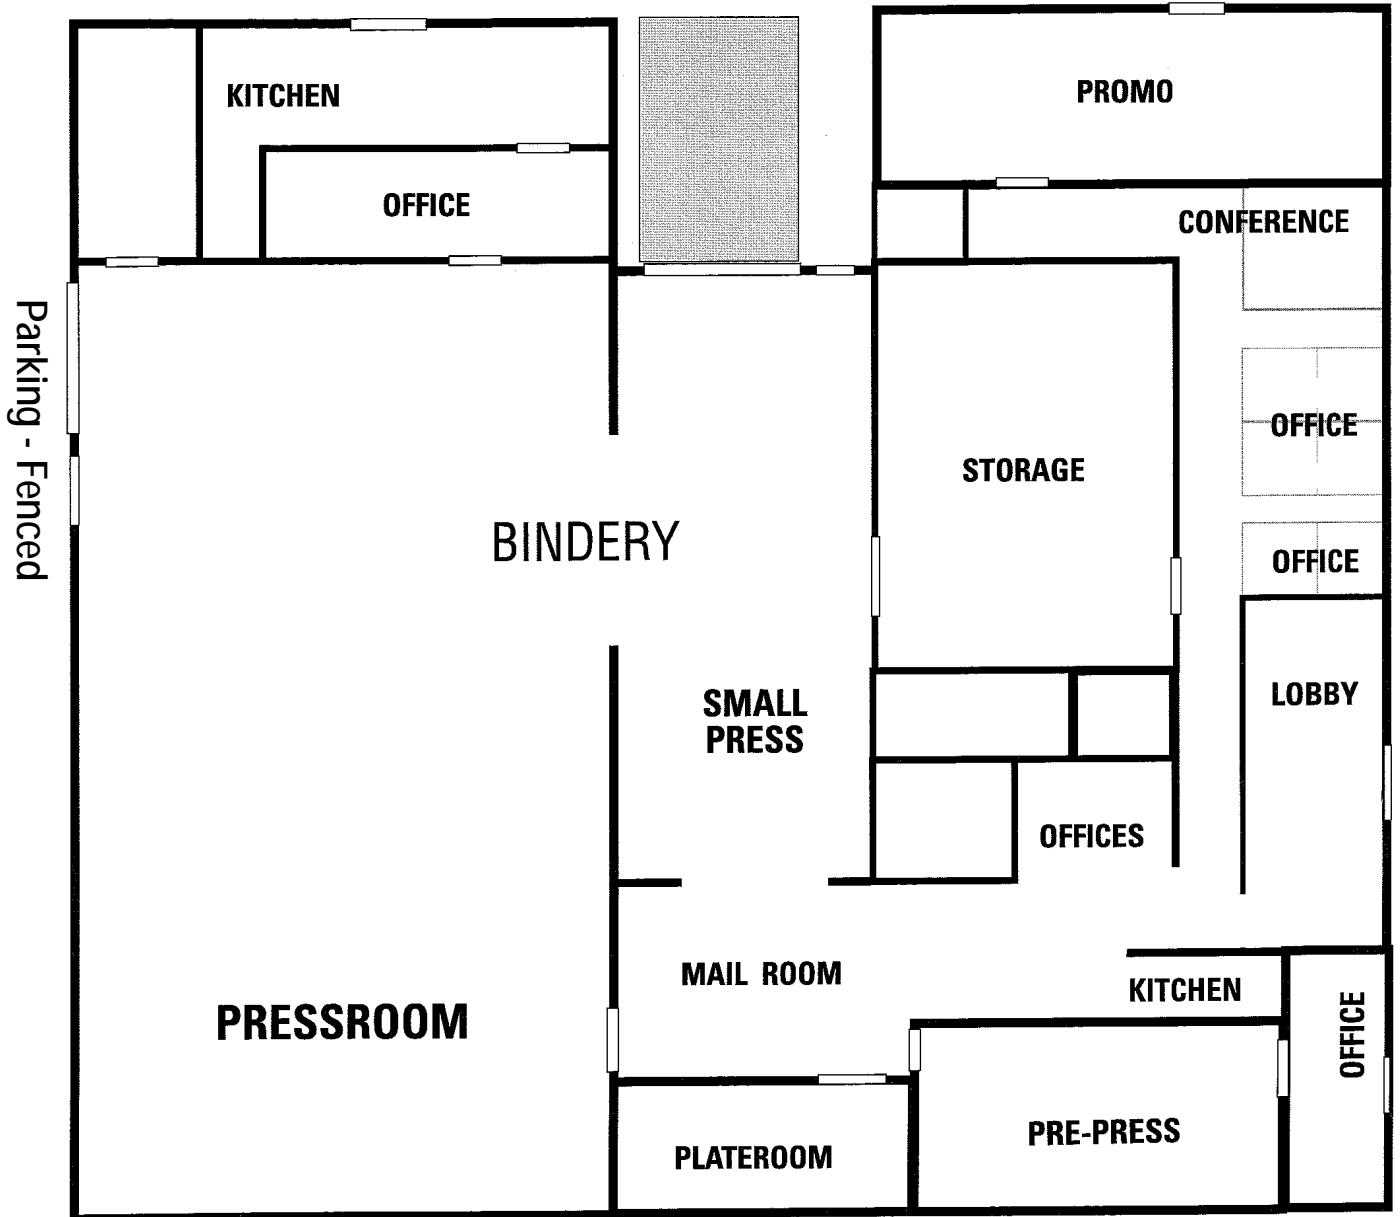 KITCHEN
PROMO
OFFICE
CONFERENCE
Parking - Fenced
OFFICE
STORAGE
BINDERY
OFFICE
SMALL
PRESS
LOBBY
OFFICES
MAIL ROOM
KITCHEN
PRESSROOM
OFFICE
PRE-PRESS
PLATEROOM